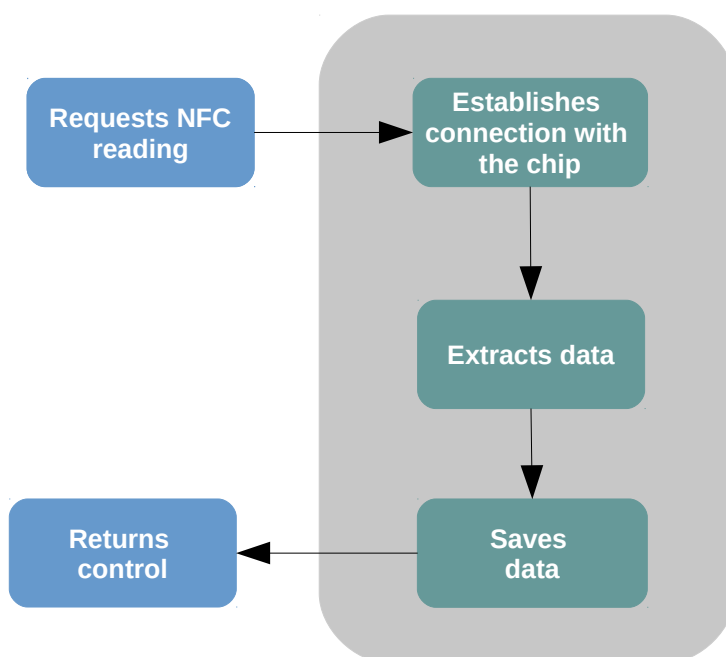 Requests NFC
reading
Establishes
connection with
the chip
Extracts data
Saves
data
Returns
control